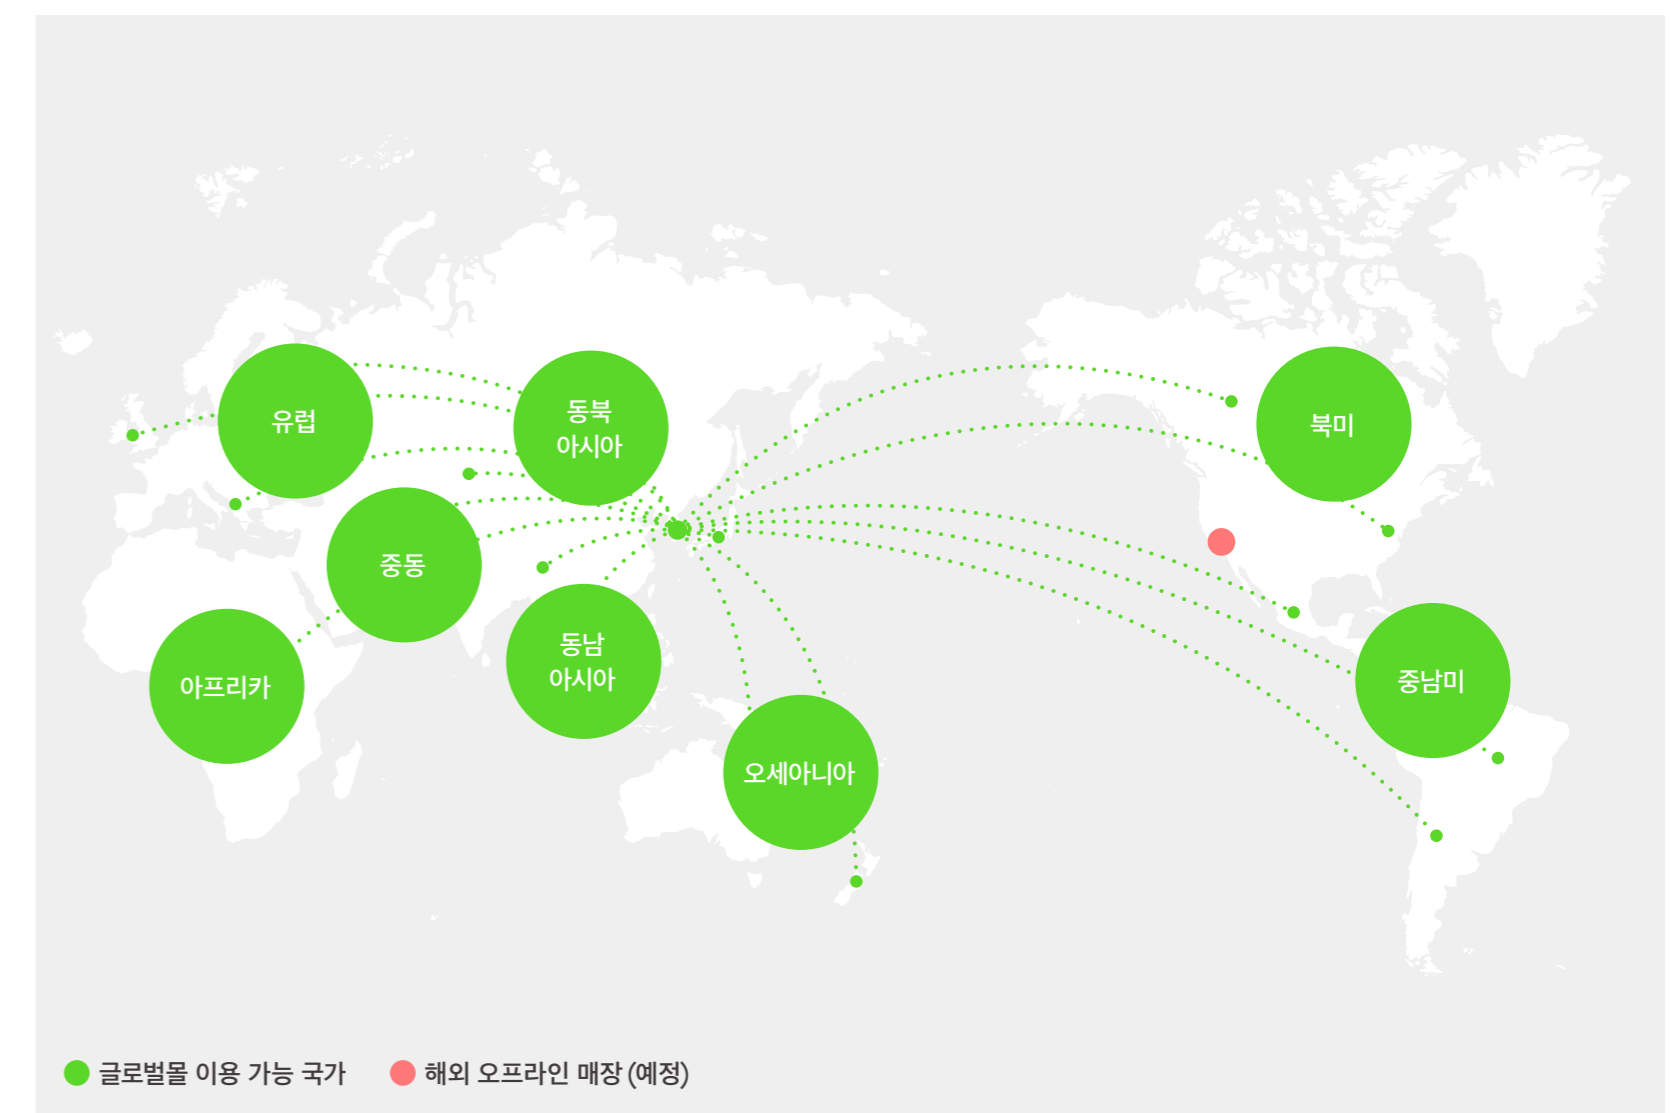 유럽
동북
아시아
북미
중동
동남
아시아
아프리카
중남미
오세아니아
글로벌몰 이용 가능 국가
해외 오프라인 매장 (예정)